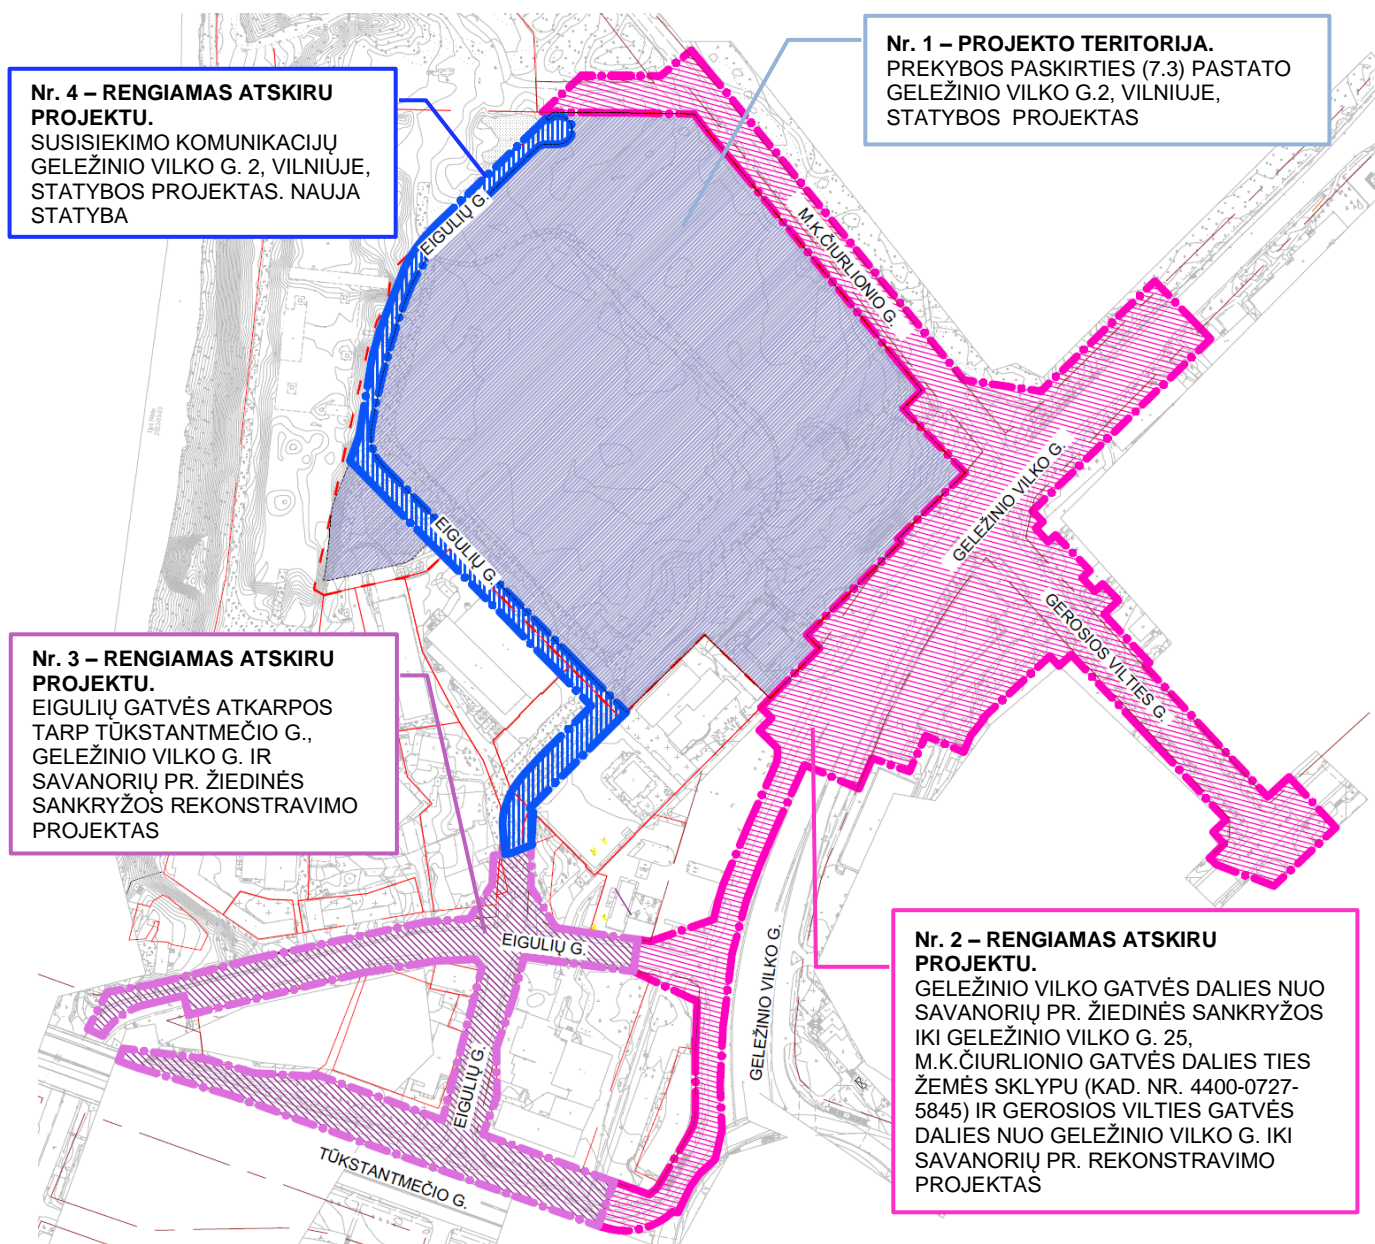 Nr. 1 – PROJEKTO TERITORIJA.
PREKYBOS PASKIRTIES (7.3) PASTATO
GELEŽINIO VILKO G.2, VILNIUJE,
STATYBOS PROJEKTAS
Nr. 4 – RENGIAMAS ATSKIRU
PROJEKTU.
SUSISIEKIMO KOMUNIKACIJŲ
GELEŽINIO VILKO G. 2, VILNIUJE,
STATYBOS PROJEKTAS. NAUJA
STATYBA
EIGULIŲ G.
M.K.ČIURLIONIO G.
GELEŽINIO VILKO G.
EIGULIŲ G.
GEROSIOS VILTIES G.
Nr. 3 – RENGIAMAS ATSKIRU
PROJEKTU.
EIGULIŲ GATVĖS ATKARPOS
TARP TŪKSTANTMEČIO G.,
GELEŽINIO VILKO G. IR
SAVANORIŲ PR. ŽIEDINĖS
SANKRYŽOS REKONSTRAVIMO
PROJEKTAS
EIGULIŲ G.
GELEŽINIO VILKO G.
EIGULIŲ G.
TŪKSTANTMEČIO G.
Nr. 2 – RENGIAMAS ATSKIRU
PROJEKTU.
GELEŽINIO VILKO GATVĖS DALIES NUO
SAVANORIŲ PR. ŽIEDINĖS SANKRYŽOS
IKI GELEŽINIO VILKO G. 25,
M.K.ČIURLIONIO GATVĖS DALIES TIES
ŽEMĖS SKLYPU (KAD. NR. 4400-0727-
5845) IR GEROSIOS VILTIES GATVĖS
DALIES NUO GELEŽINIO VILKO G. IKI
SAVANORIŲ PR. REKONSTRAVIMO
PROJEKTAS